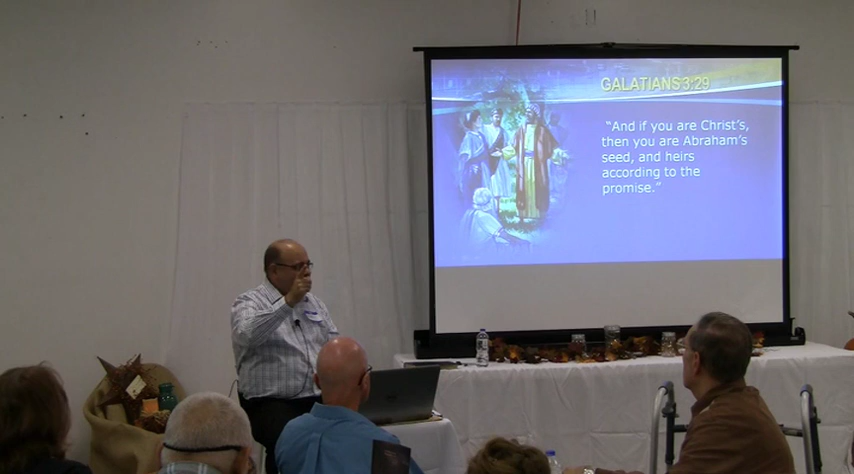 GALATIANS 3:29
“And if you are Christ’s,
then you are Abraham’s
seed, and heirs
according to the
promise.”